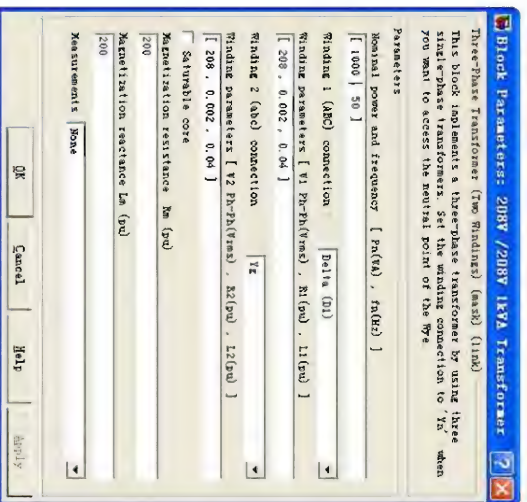 Block Parameters: 208V /208V 1kVA Transformer
Three-Phase Transformer (Two Windings) (mask) (link)
This block implements a three-phase transformer by using three
single-phase transformers. Set the winding connection to 'Yn' when
you want to access the neutral point of the Wye.
Parameters
Nominal power and frequency [ Pn(VA) , fn(Hz) ]
[ 1000 50 ]
Winding 1 (ABC) connection : Delta (D1)
Winding parameters [ V1 Ph-Ph(Vrms) , R1(pu) , L1(pu) ]
[ 208 , 0.002 , 0.04 ]
Winding 2 (abc) connection : Yg
Winding parameters [ V2 Ph-Ph(Vrms) , R2(pu) , L2(pu) ]
[ 208 , 0.002 , 0.04 ]
Saturable core
Magnetization resistance Rm (pu)
200
Magnetization reactance Lm (pu)
200
Measurements None
OK Cancel Help Apply